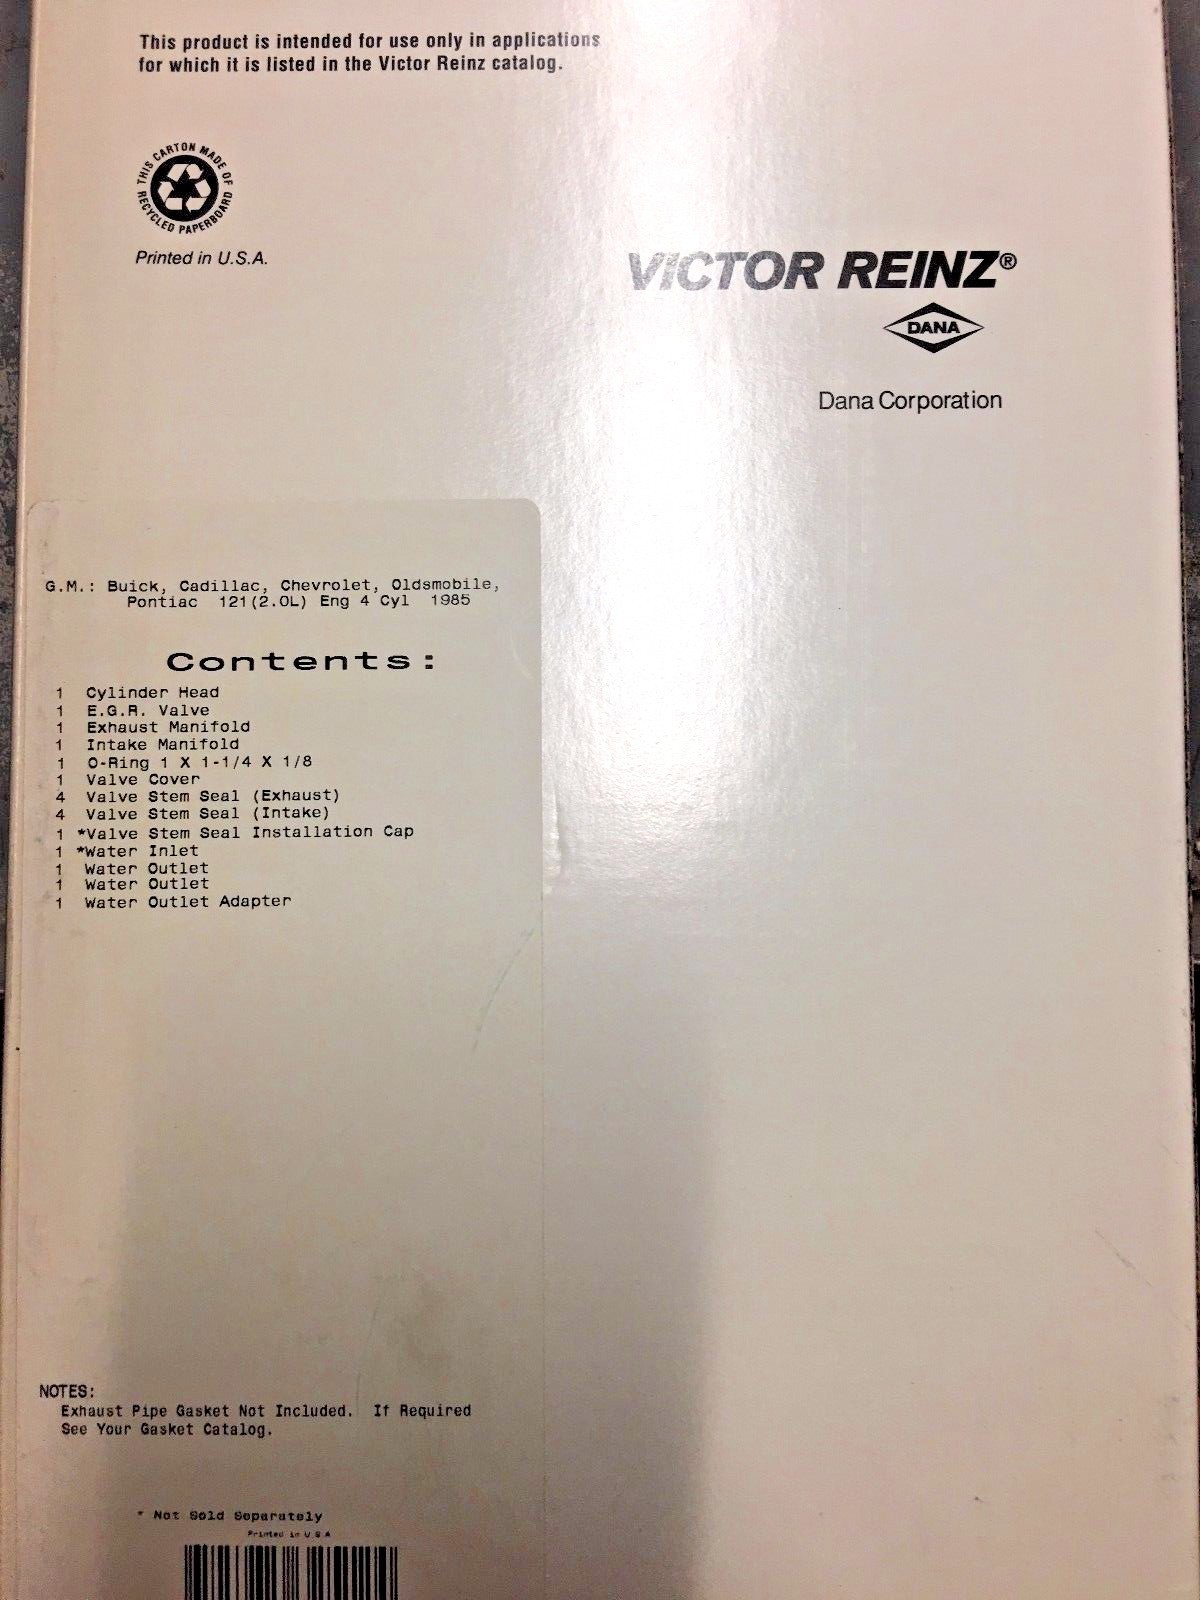 This product is intended for use only in applications
for which it is listed in the Victor Reinz catalog.
THIS CARTON MADE OF
RECYCLED PAPERBOARD
Printed in U.S.A.
VICTOR REINZ®
DANA
Dana Corporation
G.M.: Buick, Cadillac, Chevrolet, Oldsmobile,
Pontiac 121(2.0L) Eng 4 Cyl 1985
Contents:
1 Cylinder Head
1 E.G.R. Valve
1 Exhaust Manifold
1 Intake Manifold
1 O-Ring 1 X 1-1/4 X 1/8
1 Valve Cover
4 Valve Stem Seal (Exhaust)
4 Valve Stem Seal (Intake)
1 *Valve Stem Seal Installation Cap
1 *Water Inlet
1 Water Outlet
1 Water Outlet
1 Water Outlet Adapter
NOTES:
Exhaust Pipe Gasket Not Included. If Required
See Your Gasket Catalog.
* Not Sold Separately
Printed in U S A